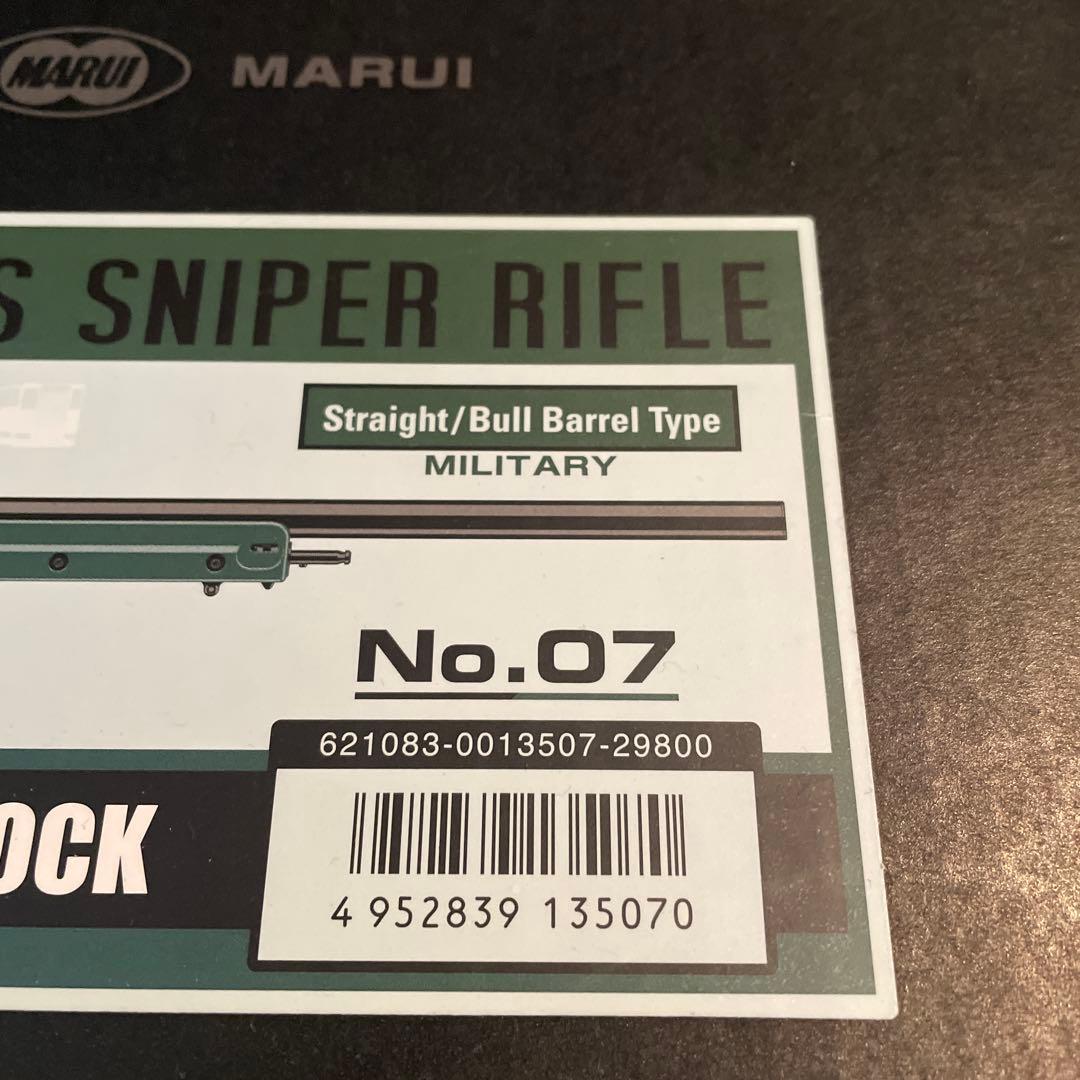 MARUI MARUI
S SNIPER RIFLE
Straight/Bull Barrel Type
MILITARY
No.07
621083-0013507-29800
OCK
4 952839 135070